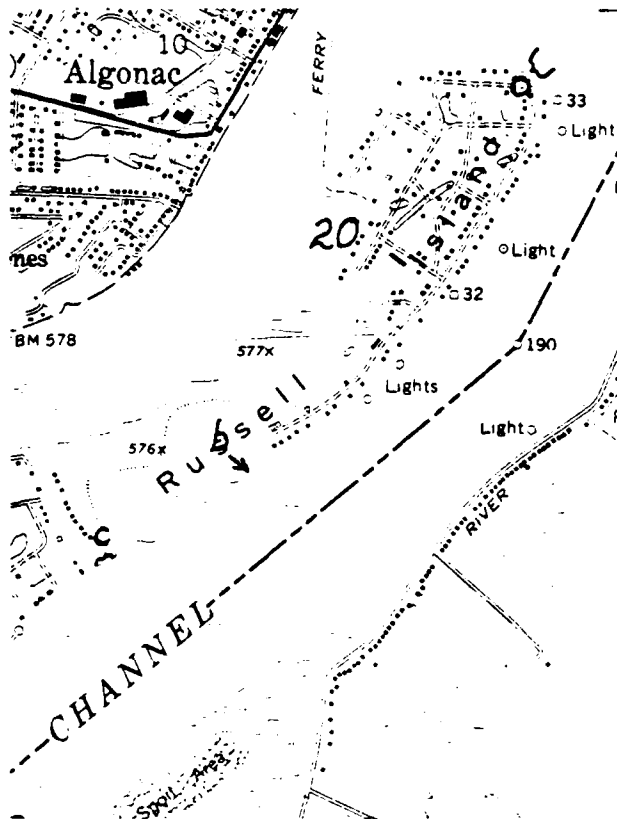 10
Algonac
FERRY
33
Light
Island
20
Light
nes
32
BM 578
577x
190
Lights
Russell
Light
b
576x
RIVER
C
CHANNEL
Spoil Area